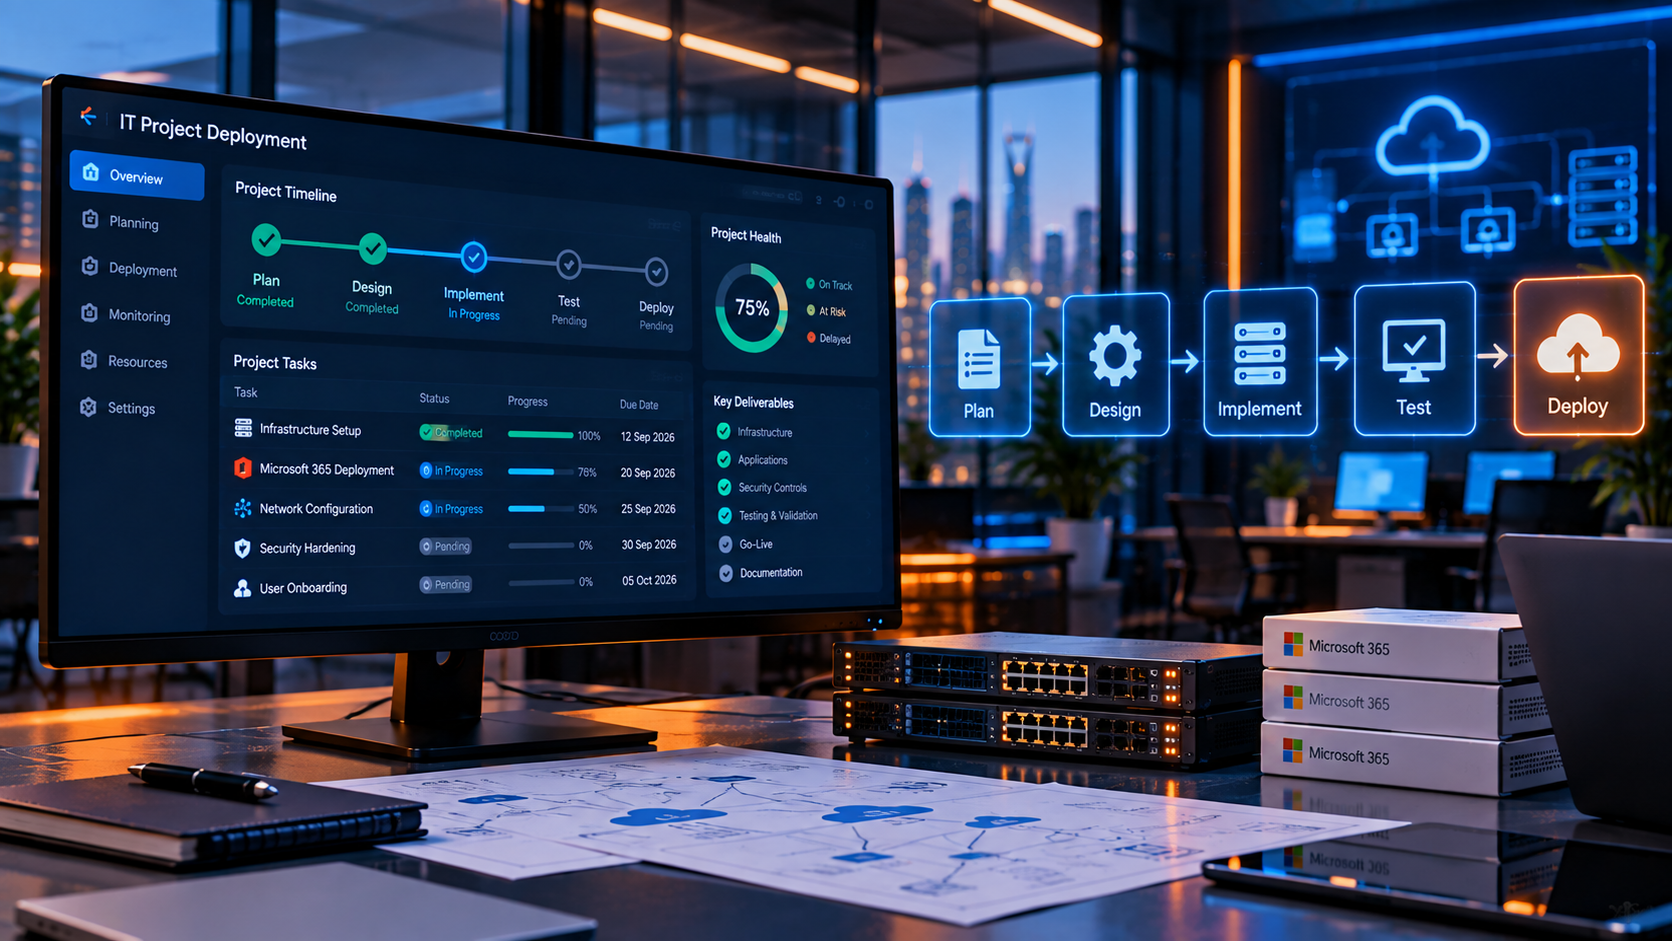 IT Project Deployment
Overview
Planning
Deployment
Monitoring
Resources
Settings
Project Timeline
Plan
Completed
Design
Completed
Implement
In Progress
Test
Pending
Deploy
Pending
Project Health
75%
On Track
At Risk
Delayed
Project Tasks
Task Status Progress Due Date
Infrastructure Setup Completed 100% 12 Sep 2026
Microsoft 365 Deployment In Progress 78% 20 Sep 2026
Network Configuration In Progress 50% 25 Sep 2026
Security Hardening Pending 0% 30 Sep 2026
User Onboarding Pending 0% 05 Oct 2026
Key Deliverables
Infrastructure
Applications
Security Controls
Testing & Validation
Go-Live
Documentation
Plan
Design
Implement
Test
Deploy
Microsoft 365
Microsoft 365
Microsoft 365
Microsoft 365